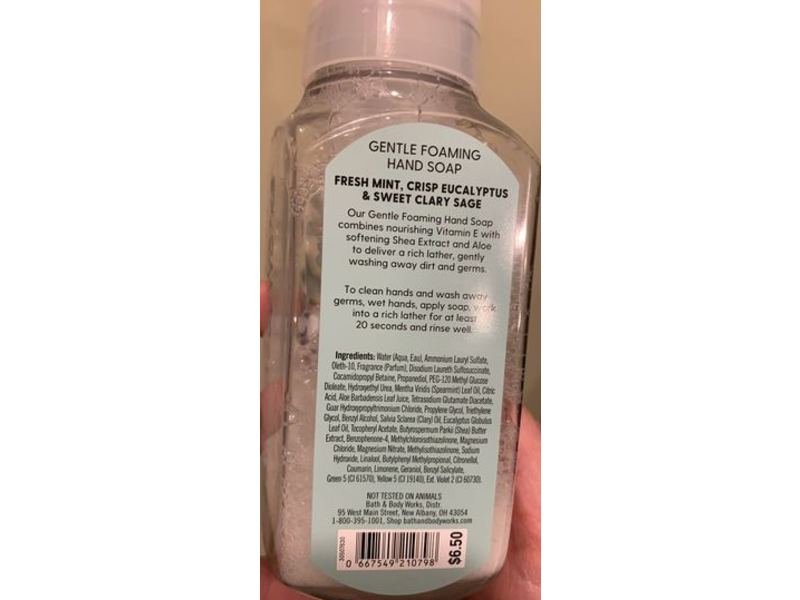 GENTLE FOAMING
HAND SOAP
FRESH MINT, CRISP EUCALYPTUS
& SWEET CLARY SAGE
Our Gentle Foaming Hand Soap
combines nourishing Vitamin E with
softening Shea Extract and Aloe
to deliver a rich lather, gently
washing away dirt and germs.
To clean hands and wash away
germs, wet hands, apply soap, work
into a rich lather for at least
20 seconds and rinse well.
Ingredients: Water (Aqua, Eau), Ammonium Lauryl Sulfate,
Oleth-10, Fragrance (Parfum), Disodium Laureth Sulfosuccinate,
Cocamidopropyl Betaine, Propanediol, PEG-120 Methyl Glucose
Dioleate, Hydroxyethyl Urea, Mentha Viridis (Spearmint) Leaf Oil, Citric
Acid, Aloe Barbadensis Leaf Juice, Tetrasodium Glutamate Diacetate,
Guar Hydroxypropyltrimonium Chloride, Propylene Glycol, Triethylene
Glycol, Benzyl Alcohol, Salvia Sclarea (Clary) Oil, Eucalyptus Globulus
Leaf Oil, Tocopheryl Acetate, Butyrospermum Parkii (Shea) Butter
Extract, Benzophenone-4, Methylchloroisothiazolinone, Magnesium
Chloride, Magnesium Nitrate, Methylisothiazolinone, Sodium
Hydroxide, Linalool, Butylphenyl Methylpropional, Citronellol,
Coumarin, Limonene, Geraniol, Benzyl Salicylate,
Green 5 (CI 61570), Yellow 5 (CI 19140), Ext. Violet 2 (CI 60730).
NOT TESTED ON ANIMALS
Bath & Body Works, Distr.
95 West Main Street, New Albany, OH 43054
1-800-395-1001, Shop bathandbodyworks.com
30507630
$6.50
0 667549 210798